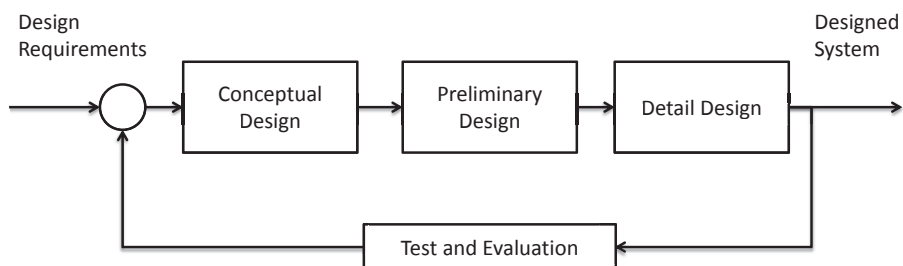 Design
Requirements
Designed
System
Conceptual
Design
Preliminary
Design
Detail Design
Test and Evaluation